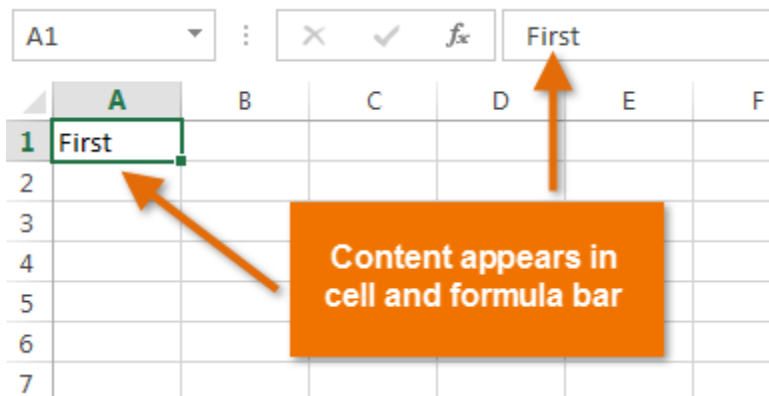 A1 fx First
A B C D E F
1 First
2
3
Content appears in
4
cell and formula bar
5
6
7